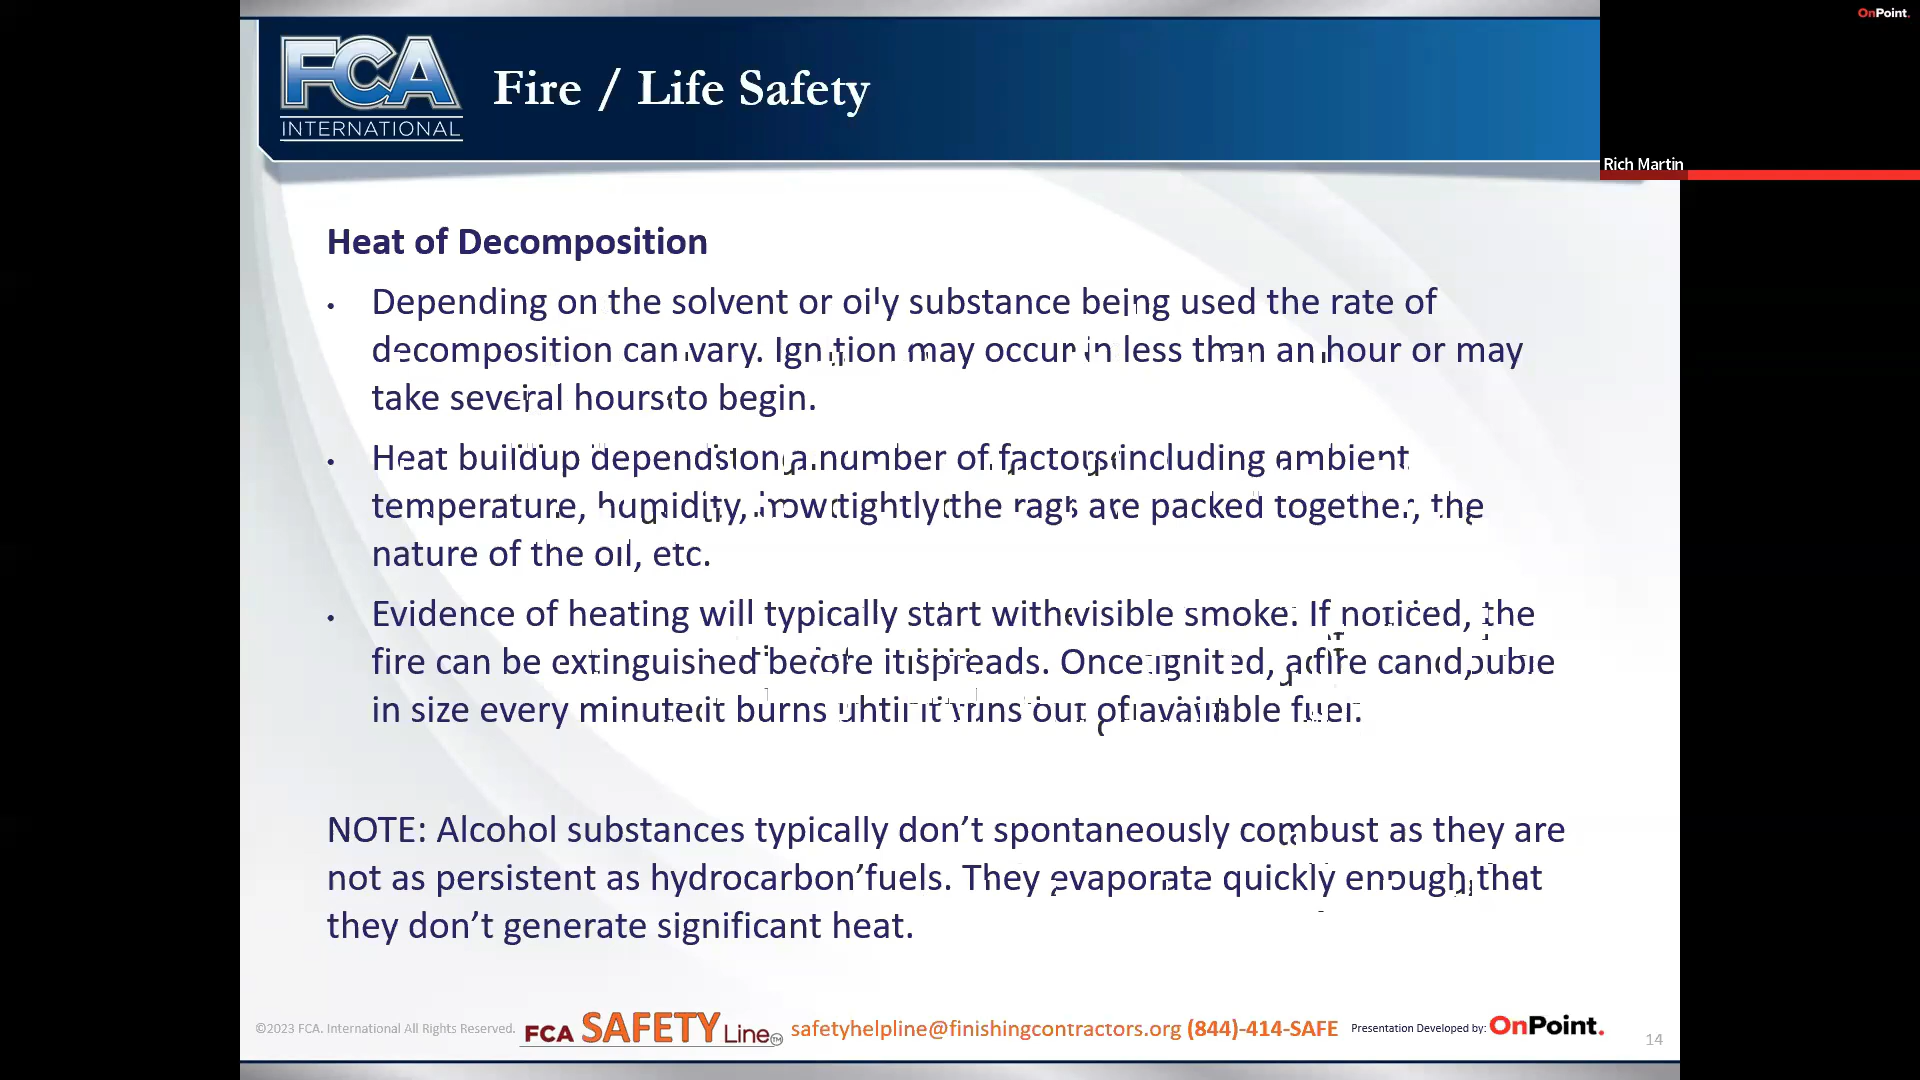 OnPoint.
FCA
INTERNATIONAL
Fire / Life Safety
Rich Martin
Heat of Decomposition
• Depending on the solvent or oily substance being used the rate of
decomposition can vary. Ignition may occur in less than an hour or may
take several hours to begin.
• Heat buildup depends on a number of factors including ambient
temperature, humidity, how tightly the rags are packed together, the
nature of the oil, etc.
• Evidence of heating will typically start with visible smoke. If noticed, the
fire can be extinguished before it spreads. Once ignited, a fire can double
in size every minute it burns until it runs out of available fuel.
NOTE: Alcohol substances typically don’t spontaneously combust as they are
not as persistent as hydrocarbon fuels. They evaporate quickly enough that
they don’t generate significant heat.
©2023 FCA. International All Rights Reserved. FCA SAFETY Line TM safetyhelpline@finishingcontractors.org (844)-414-SAFE Presentation Developed by: OnPoint.
14